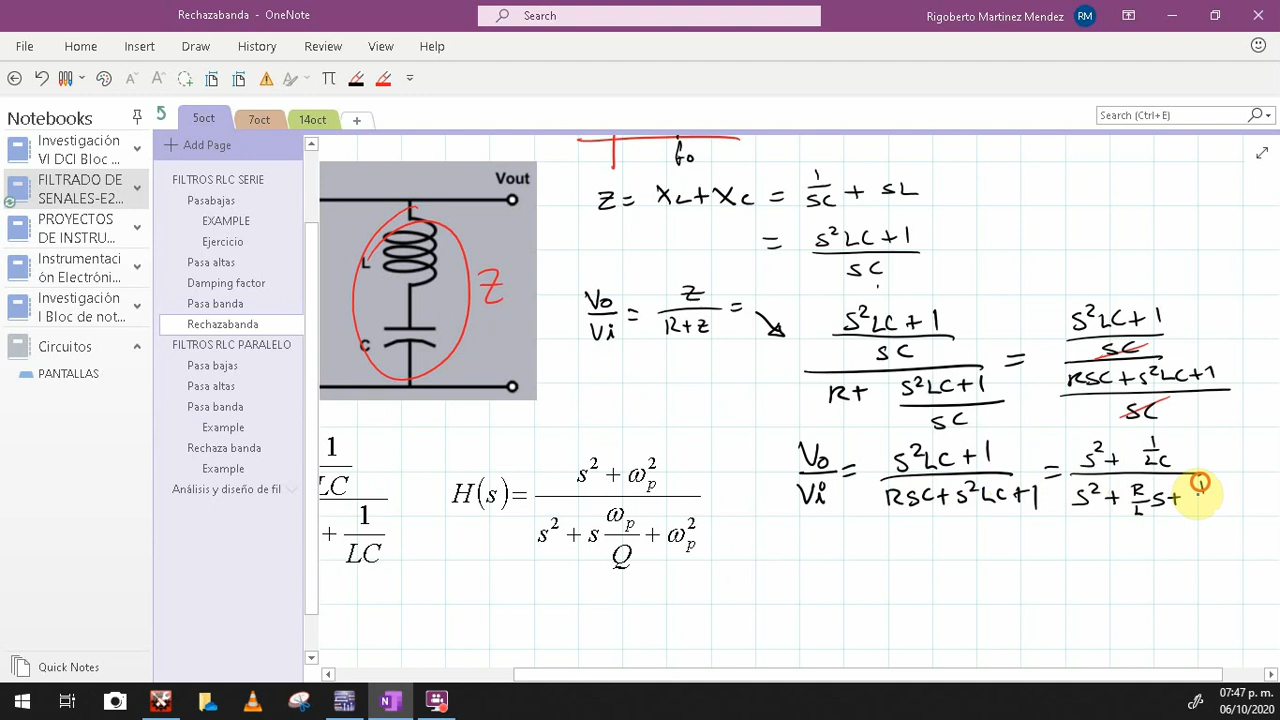 Rechazabanda - OneNote
Search
Rigoberto Martinez Mendez RM
File Home Insert Draw History Review View Help
Notebooks
5oct 7oct 14oct +
Search (Ctrl+E)
Investigación
VI DCI Bloc ...
FILTRADO DE
SENALES-E2...
PROYECTOS
DE INSTRU...
Instrumentaci
ón Electróni...
Investigación
I Bloc de not...
Circuitos
PANTALLAS
Quick Notes
Add Page
FILTROS RLC SERIE
Pasabajas
EXAMPLE
Ejercicio
Pasa altas
Damping factor
Pasa banda
Rechazabanda
FILTROS RLC PARALELO
Pasa bajas
Pasa altas
Pasa banda
Example
Rechaza banda
Example
Análisis y diseño de fil
Vout
L
C
Z
fo
Z = XL + XC = 1/SC + SL
= (S²LC+1)/SC
Vo/Vi = Z/(R+Z) =
((S²LC+1)/SC)/(R + (S²LC+1)/SC) = ((S²LC+1)/SC)/((RSC+S²LC+1)/SC)
Vo/Vi = (S²LC+1)/(RSC+S²LC+1) = (S² + 1/LC)/(S² + R/L S +
1/LC
+ 1/LC
H(s) = (s² + ωp²)/(s² + s ωp/Q + ωp²)
07:47 p. m.
06/10/2020